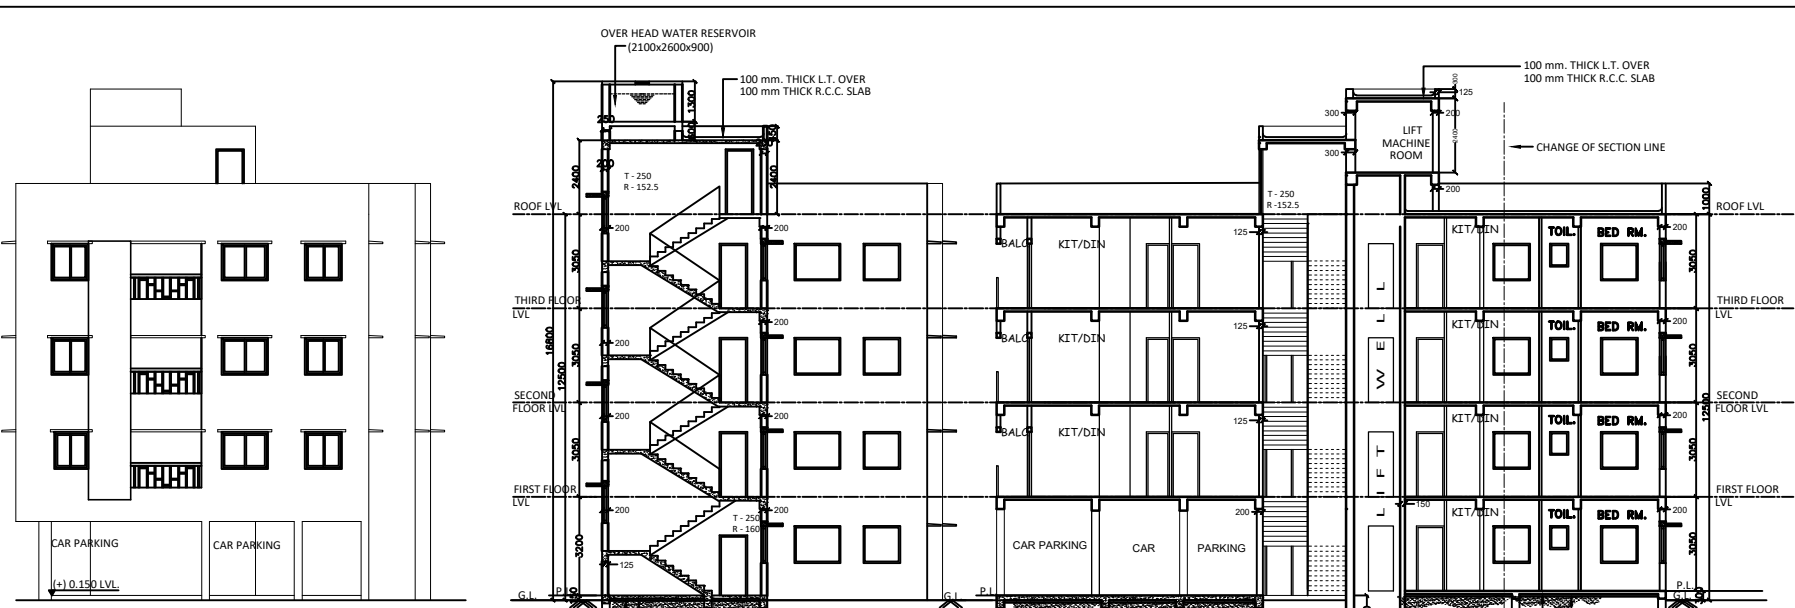 OVER HEAD WATER RESERVOIR
(2100x2600x900)
100 mm. THICK L.T. OVER
100 mm THICK R.C.C. SLAB
100 mm. THICK L.T. OVER
100 mm THICK R.C.C. SLAB
125
1300
250
300
200
LIFT
MACHINE
ROOM
2400
CHANGE OF SECTION LINE
300
200
T - 250
R - 152.5
2400
2400
T - 250
R -152.5
200
1000
ROOF LVL
ROOF LVL
200
200
125
KIT/DIN
TOIL.
BED RM.
200
BALC
KIT/DIN
3050
3050
THIRD FLOOR
LVL
THIRD FLOOR
LVL
200
125
KIT/DIN
TOIL.
BED RM.
200
BALC
KIT/DIN
16800
200
3050
3050
12500
SECOND
FLOOR LVL
SECOND
FLOOR LVL
12500
200
200
125
KIT/DIN
TOIL.
BED RM.
200
BALC
KIT/DIN
3050
3050
LIFT WELL
FIRST FLOOR
LVL
FIRST FLOOR
LVL
200
T - 250
R - 160
200
200
150
KIT/DIN
TOIL.
BED RM.
200
CAR PARKING
CAR PARKING
CAR PARKING
CAR
PARKING
3200
3050
125
(+) 0.150 LVL.
G.L.
P.L
G.L
P.L
P.L.
G.L.